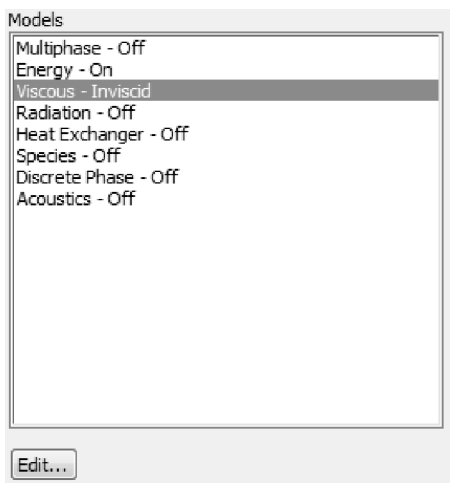 Models
Multiphase - Off
Energy - On
Viscous - Inviscid
Radiation - Off
Heat Exchanger - Off
Species - Off
Discrete Phase - Off
Acoustics - Off
Edit...